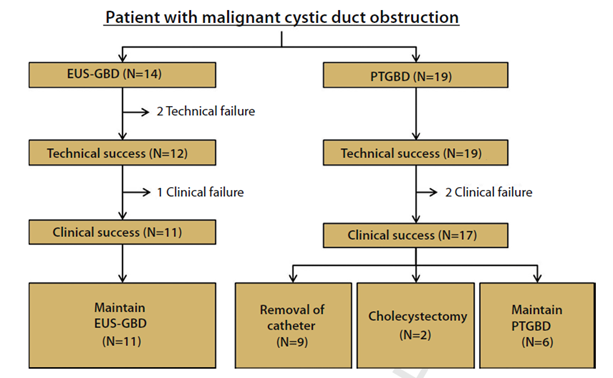 Patient with malignant cystic duct obstruction
EUS-GBD (N=14)
PTGBD (N=19)
2 Technical failure
Technical success (N=12)
Technical success (N=19)
1 Clinical failure
2 Clinical failure
Clinical success (N=11)
Clinical success (N=17)
Maintain
EUS-GBD
(N=11)
Removal of
catheter
(N=9)
Cholecystectomy
(N=2)
Maintain
PTGBD
(N=6)